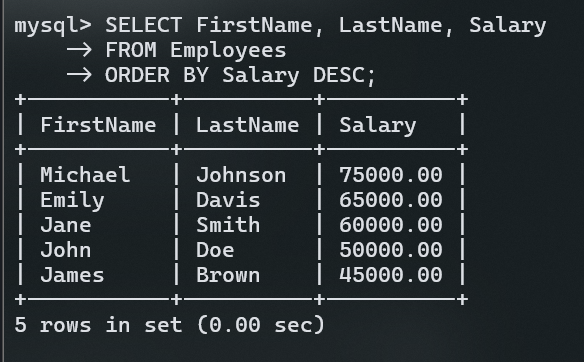 mysql> SELECT FirstName, LastName, Salary
    -> FROM Employees
    -> ORDER BY Salary DESC;
+-----------+----------+----------+
| FirstName | LastName | Salary   |
+-----------+----------+----------+
| Michael   | Johnson  | 75000.00 |
| Emily     | Davis    | 65000.00 |
| Jane      | Smith    | 60000.00 |
| John      | Doe      | 50000.00 |
| James     | Brown    | 45000.00 |
+-----------+----------+----------+
5 rows in set (0.00 sec)